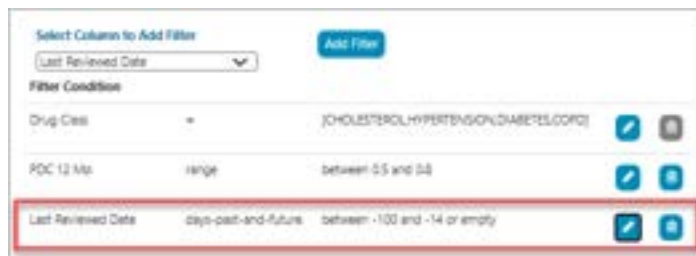 Select Column to Add Filter
Add Filter
Last Reviewed Date
Filter Condition
Drug Class = [CHOLESTEROL,HYPERTENSION,DIABETES,COPD]
PDC 12 Mo range between 0.5 and 0.8
Last Reviewed Date days-past-and-future between -100 and -14 or empty